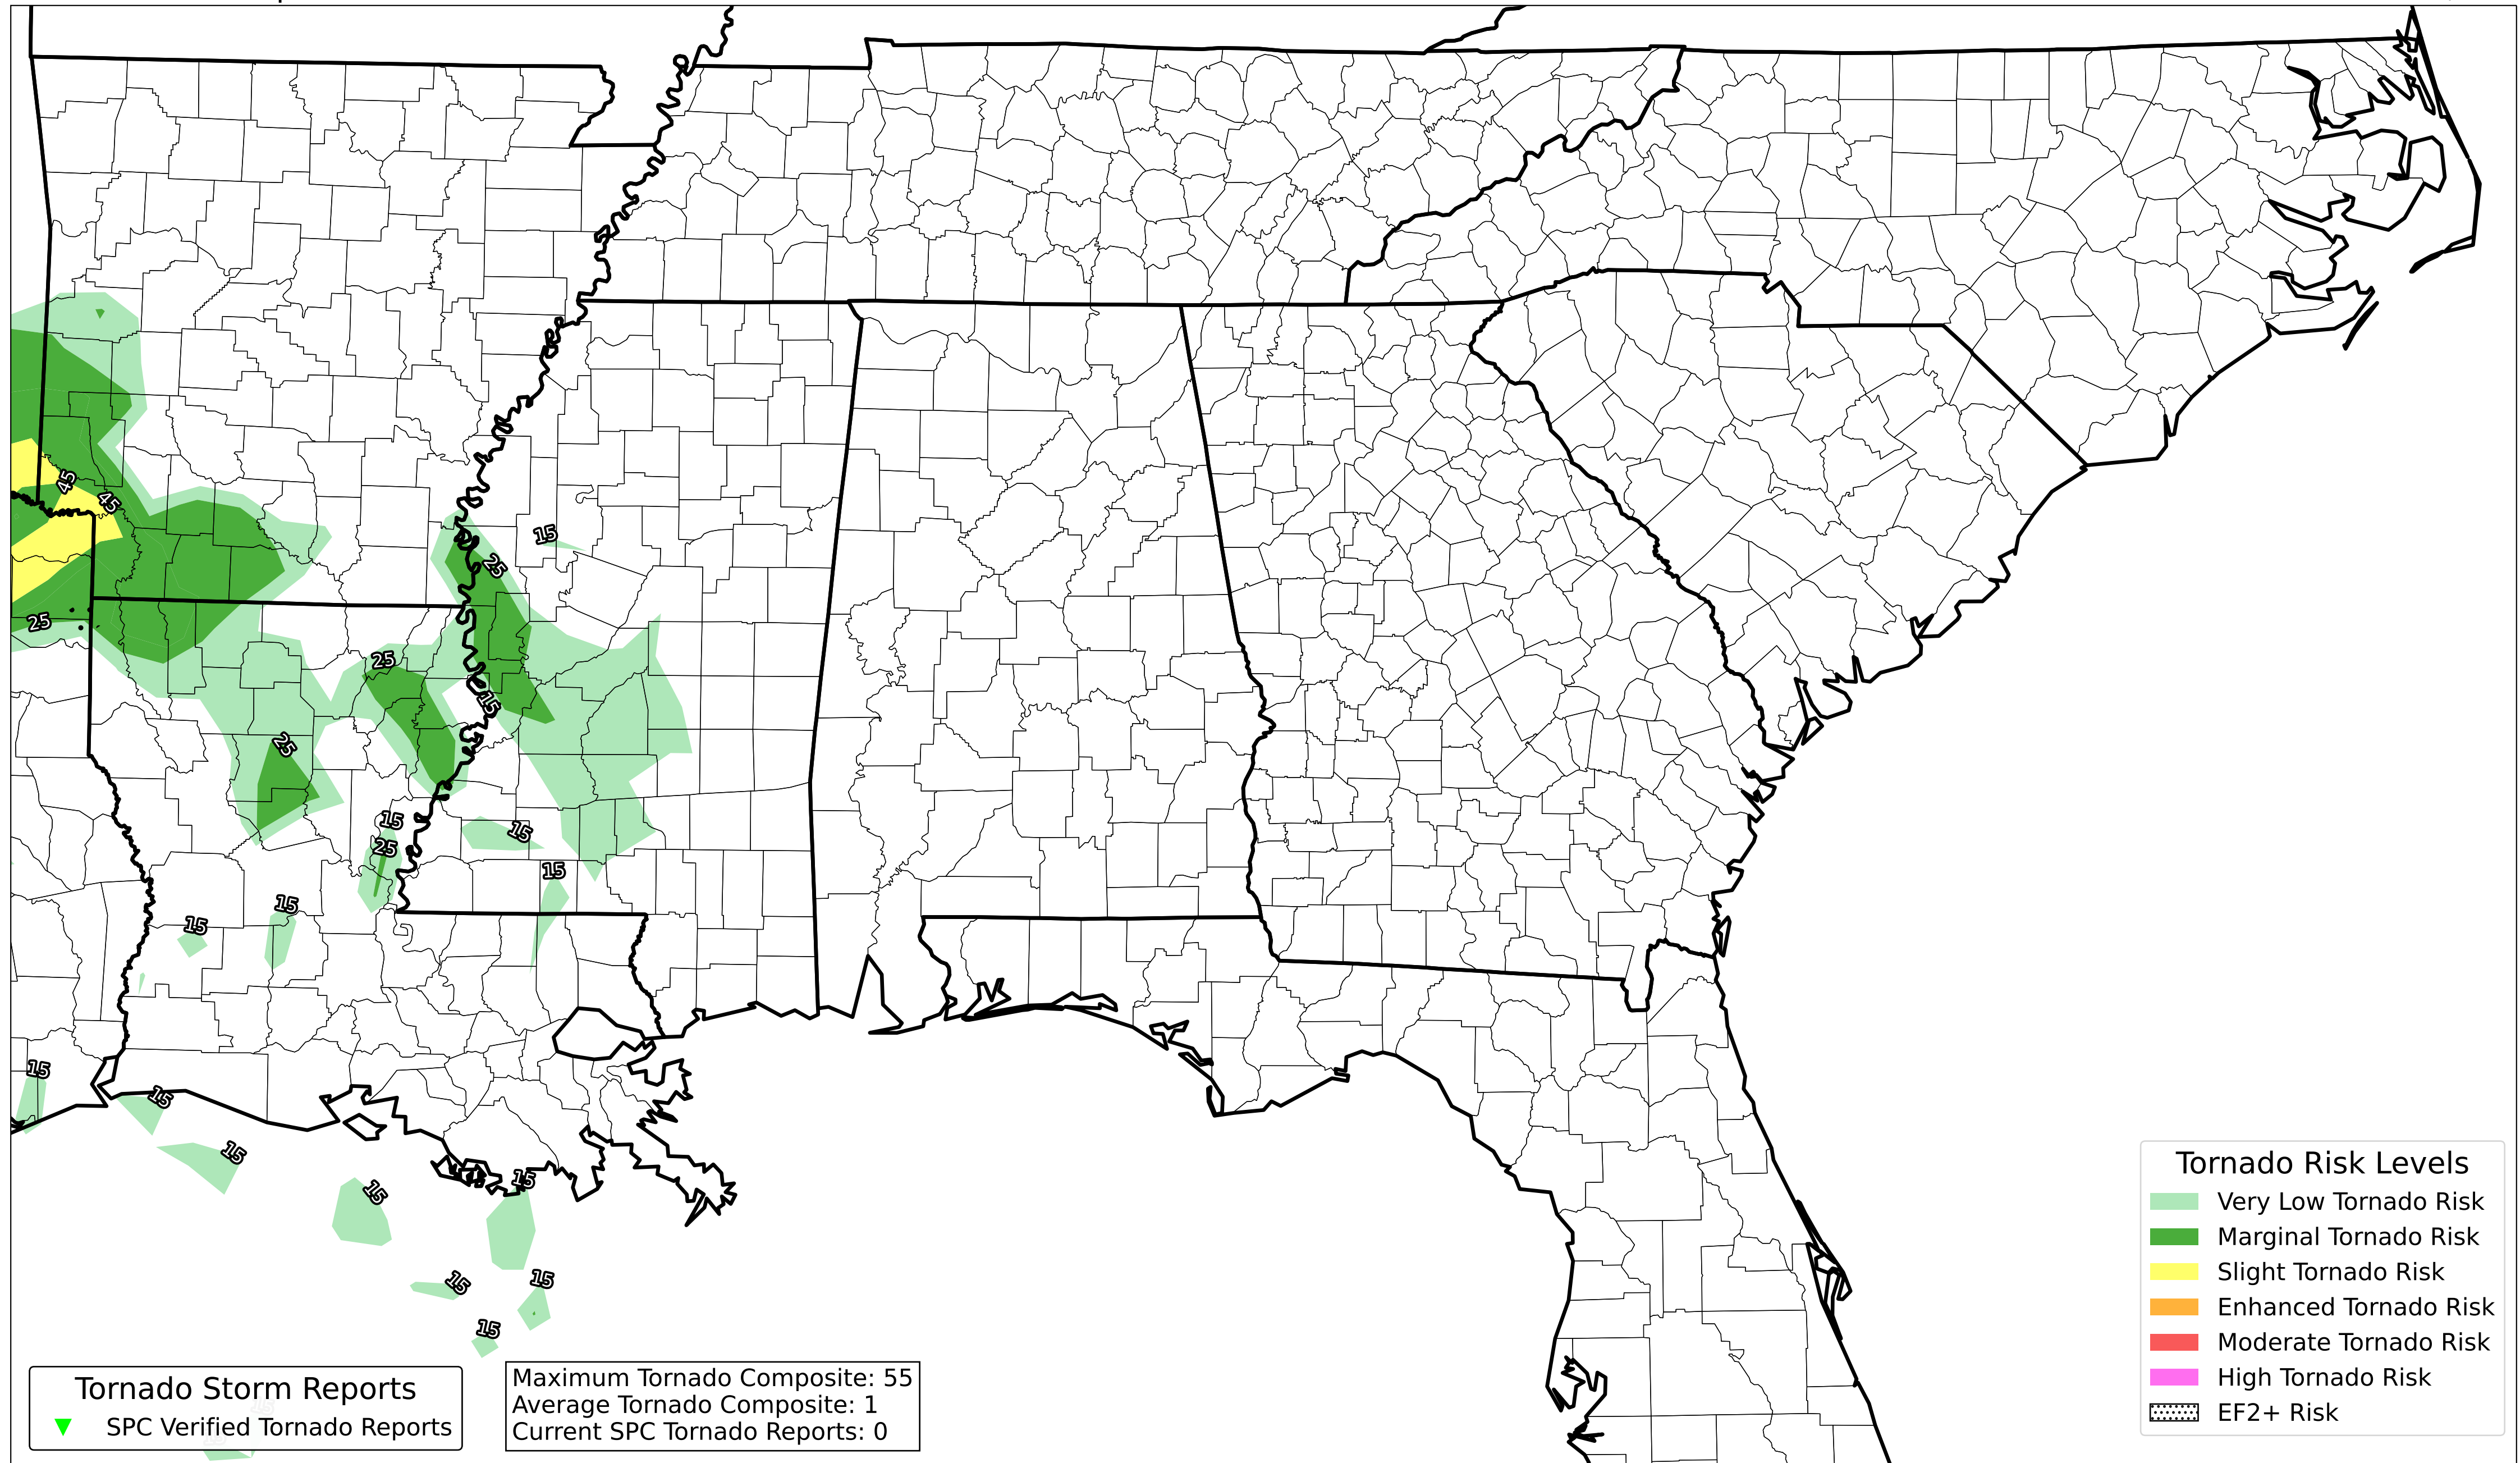 45
45
15
25
25
25
15
25
15
15
25
15
15
15
15
15
15
15
15
15
15
15
Tornado Risk Levels
Very Low Tornado Risk
Marginal Tornado Risk
Slight Tornado Risk
Enhanced Tornado Risk
Moderate Tornado Risk
High Tornado Risk
EF2+ Risk
Tornado Storm Reports
SPC Verified Tornado Reports
Maximum Tornado Composite: 55
Average Tornado Composite: 1
Current SPC Tornado Reports: 0